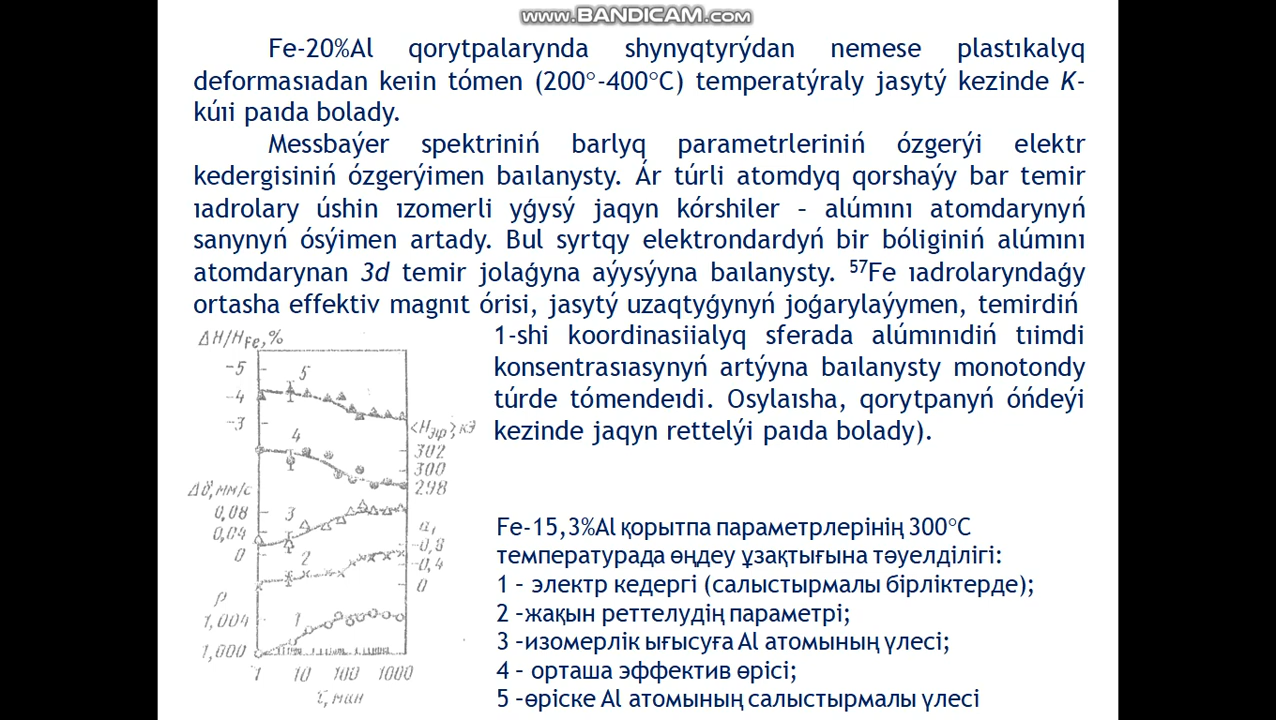 www.BANDICAM.com
Fe-20%Al qorytpalarynda shynyqtyrýdan nemese plastıkalyq
deformasıadan keıin tómen (200°-400°C) temperatýraly jasytý kezinde K-
kúıi paıda bolady.
Messbaýer spektriniń barlyq parametrleriniń ózgerýi elektr
kedergisiniń ózgerýimen baılanysty. Ár túrli atomdyq qorshaýy bar temir
ıadrolary úshin ızomerli yǵysý jaqyn kórshiler – alúmını atomdarynyń
sanynyń ósýimen artady. Bul syrtqy elektrondardyń bir bóliginiń alúmını
atomdarynan 3d temir jolaǵyna aýysýyna baılanysty. ⁵⁷Fe ıadrolaryndaǵy
ortasha effektiv magnıt órisi, jasytý uzaqtyǵynyń joǵarylaýymen, temirdiń
1-shi koordinasiialyq sferada alúmınıdiń tıimdi
konsentrasıasynyń artýyna baılanysty monotondy
túrde tómendeıdi. Osylaısha, qorytpanyń óńdeýi
kezinde jaqyn rettelýi paıda bolady).
ΔH/H_Fe, %
-5
-4
-3
5
<H_эф>, кЭ
4
302
300
298
Δδ, мм/с
0,08
0,04
0
3
α₁
-0,8
-0,4
0
2
ρ
1,004
1,000
1
1 10 100 1000
τ, мин
Fe-15,3%Al қорытпа параметрлерінің 300°C
температурада өңдеу ұзақтығына тәуелділігі:
1 – электр кедергі (салыстырмалы бірліктерде);
2 –жақын реттелудің параметрі;
3 –изомерлік ығысуға Al атомының үлесі;
4 – орташа эффектив өрісі;
5 –өріске Al атомының салыстырмалы үлесі